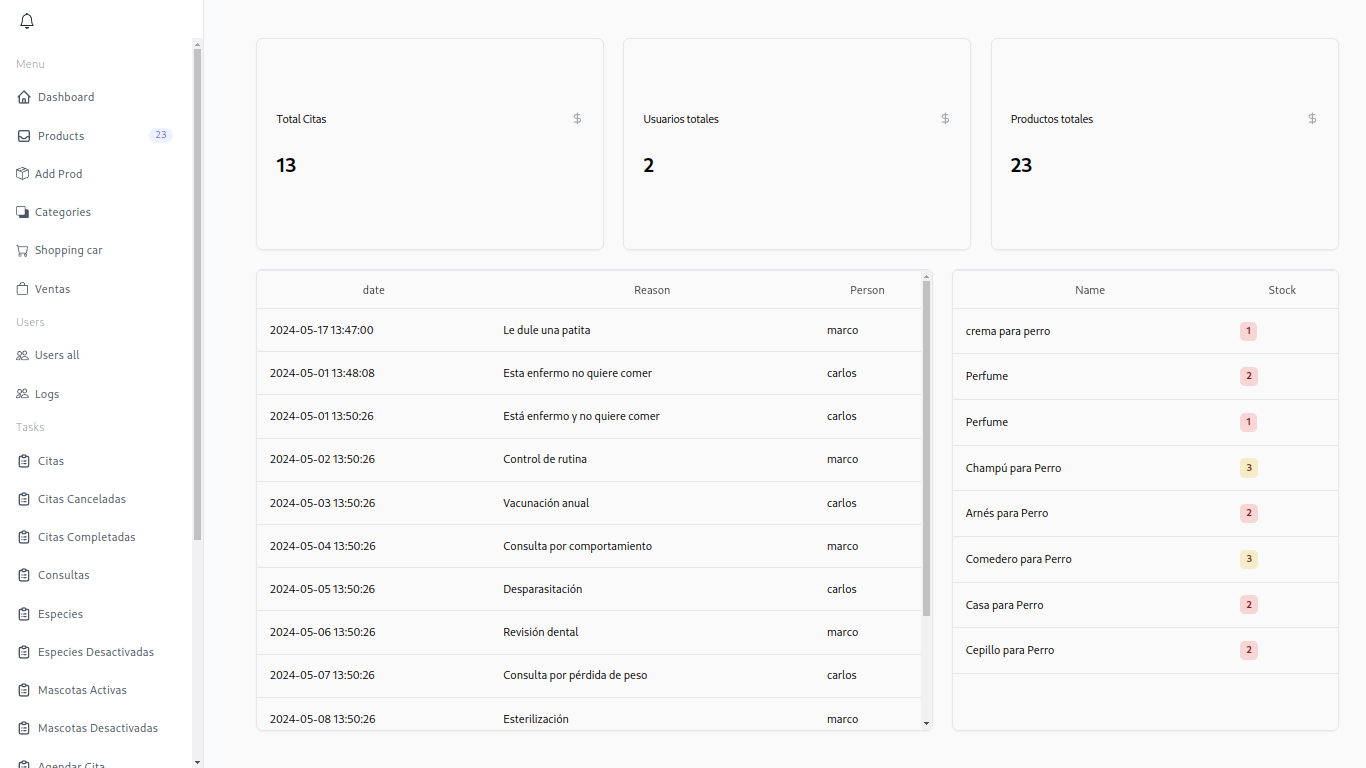 Menu
Dashboard
Products 23
Add Prod
Categories
Shopping car
Ventas
Users
Users all
Logs
Tasks
Citas
Citas Canceladas
Citas Completadas
Consultas
Especies
Especies Desactivadas
Mascotas Activas
Mascotas Desactivadas
Agendar Cita
Total Citas $
13
Usuarios totales $
2
Productos totales $
23
date Reason Person
2024-05-17 13:47:00 Le dule una patita marco
2024-05-01 13:48:08 Esta enfermo no quiere comer carlos
2024-05-01 13:50:26 Está enfermo y no quiere comer carlos
2024-05-02 13:50:26 Control de rutina marco
2024-05-03 13:50:26 Vacunación anual carlos
2024-05-04 13:50:26 Consulta por comportamiento marco
2024-05-05 13:50:26 Desparasitación carlos
2024-05-06 13:50:26 Revisión dental marco
2024-05-07 13:50:26 Consulta por pérdida de peso carlos
2024-05-08 13:50:26 Esterilización marco
Name Stock
crema para perro 1
Perfume 2
Perfume 1
Champú para Perro 3
Arnés para Perro 2
Comedero para Perro 3
Casa para Perro 2
Cepillo para Perro 2